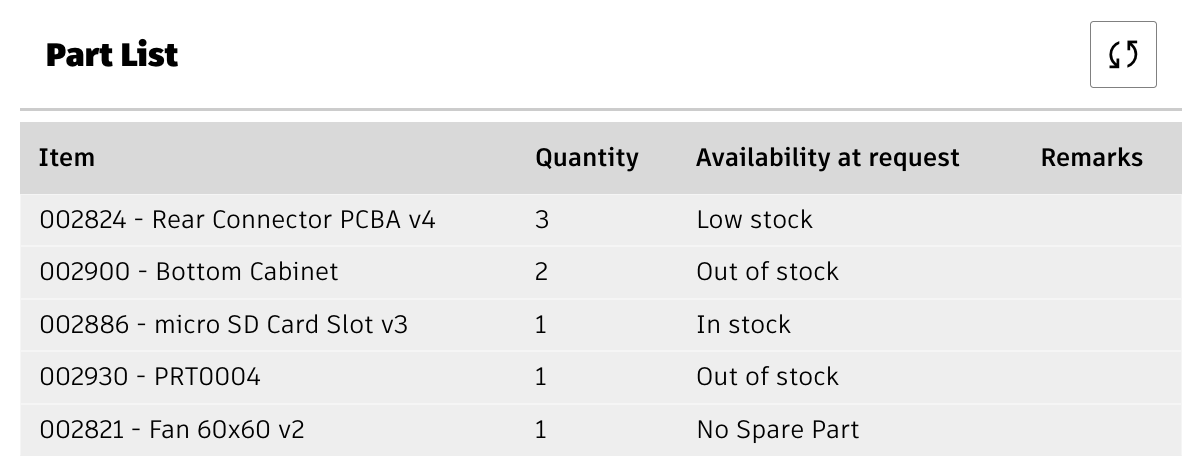 Part List
Item Quantity Availability at request Remarks
002824 - Rear Connector PCBA v4 3 Low stock
002900 - Bottom Cabinet 2 Out of stock
002886 - micro SD Card Slot v3 1 In stock
002930 - PRT0004 1 Out of stock
002821 - Fan 60x60 v2 1 No Spare Part